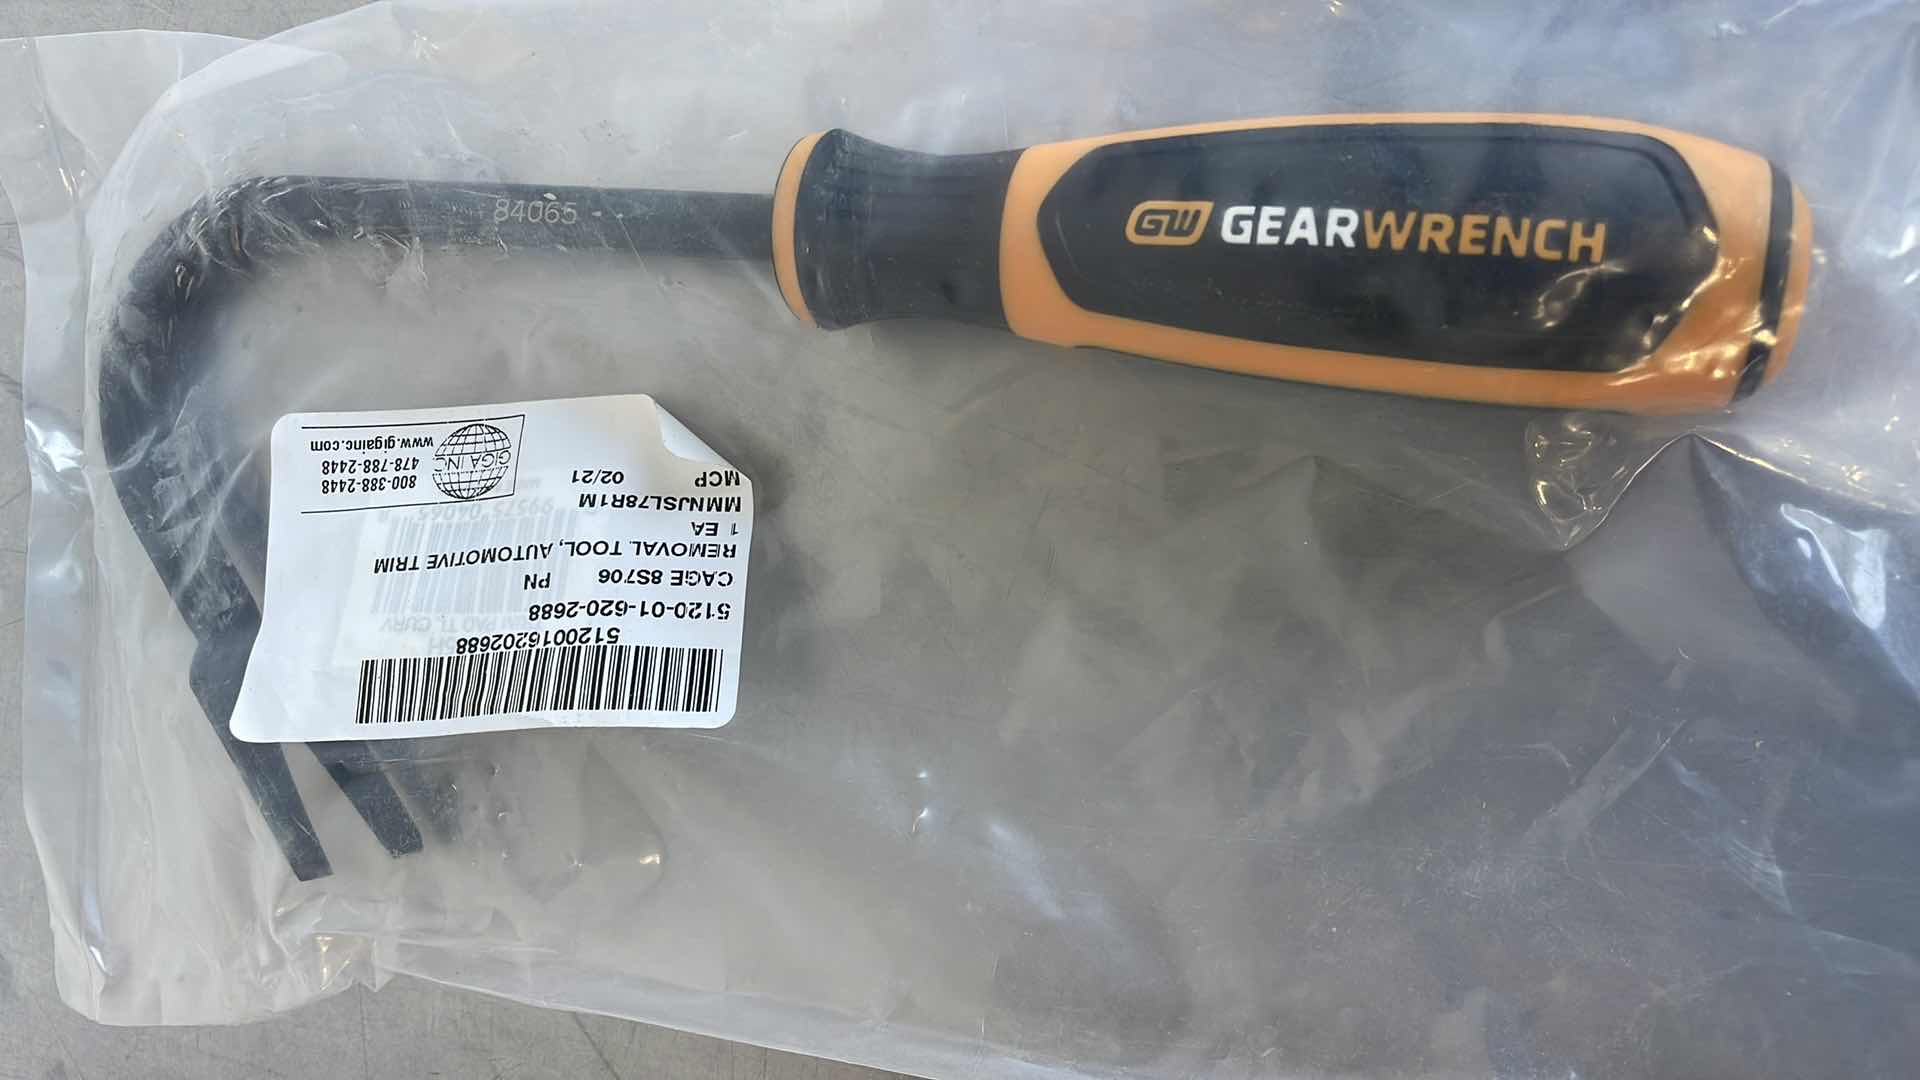 84065
GW GEARWRENCH
5120016202688
5120-01-620-2688
CAGE 8S706 PN
REMOVAL TOOL, AUTOMOTIVE TRIM
1 EA
MMNJSL78R1M
MCP 02/21
GIGA INC
800-388-2448
478-788-2448
www.gigainc.com